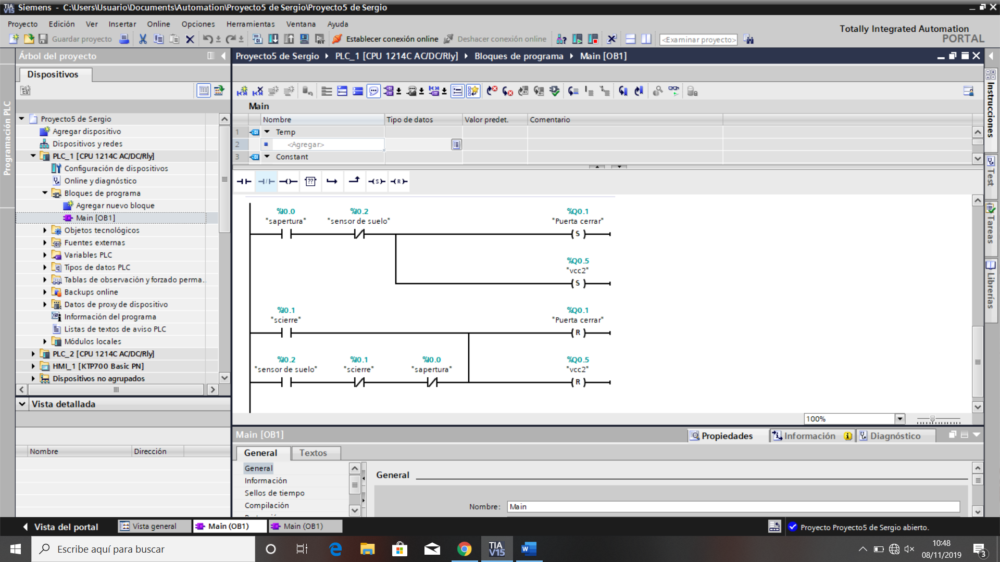 Siemens - C:\Users\Usuario\Documents\Automation\Proyecto5 de Sergio\Proyecto5 de Sergio
Proyecto Edición Ver Insertar Online Opciones Herramientas Ventana Ayuda
Totally Integrated Automation
PORTAL
Guardar proyecto
Establecer conexión online
Deshacer conexión online
<Examinar proyecto>
Árbol del proyecto
Proyecto5 de Sergio PLC_1 [CPU 1214C AC/DC/Rly] Bloques de programa Main [OB1]
Dispositivos
Programación PLC
Proyecto5 de Sergio
Agregar dispositivo
Dispositivos y redes
PLC_1 [CPU 1214C AC/DC/Rly]
Configuración de dispositivos
Online y diagnóstico
Bloques de programa
Agregar nuevo bloque
Main [OB1]
Objetos tecnológicos
Fuentes externas
Variables PLC
Tipos de datos PLC
Tablas de observación y forzado perma..
Backups online
Datos de proxy de dispositivo
Información del programa
Listas de textos de aviso PLC
Módulos locales
PLC_2 [CPU 1214C AC/DC/Rly]
HMI_1 [KTP700 Basic PN]
Dispositivos no agrupados
Vista detallada
Nombre Dirección
Main
Nombre Tipo de datos Valor predet. Comentario
1 Temp
2 <Agregar>
3 Constant
%I0.0 %I0.2 %Q0.1
"sapertura" "sensor de suelo" "Puerta cerrar"
S
%Q0.5
"vcc2"
S
%I0.1 %Q0.1
"scierre" "Puerta cerrar"
R
%I0.2 %I0.1 %I0.0 %Q0.5
"sensor de suelo" "scierre" "sapertura" "vcc2"
R
100%
Instrucciones
Test
Tareas
Librerías
Main [OB1]
Propiedades Información Diagnóstico
General Textos
General
Información
Sellos de tiempo
Compilación
General
Nombre: Main
Vista del portal Vista general Main (OB1) Main (OB1)
Proyecto Proyecto5 de Sergio abierto.
Escribe aquí para buscar
TIA
V15
10:48
08/11/2019
3